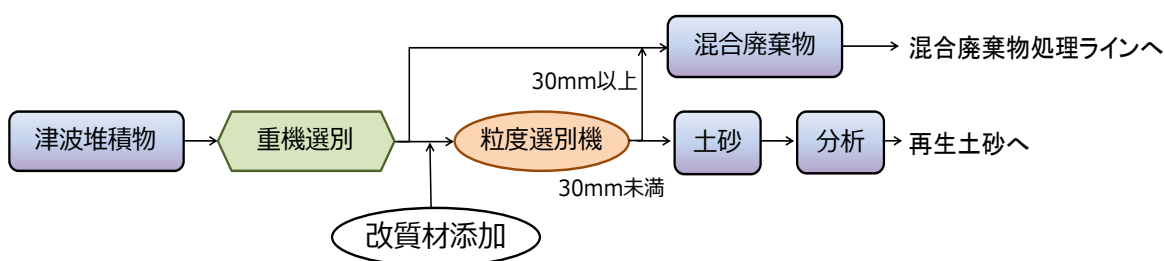 混合廃棄物
混合廃棄物処理ラインへ
30mm以上
津波堆積物
重機選別
粒度選別機
土砂
分析
再生土砂へ
30mm未満
改質材添加